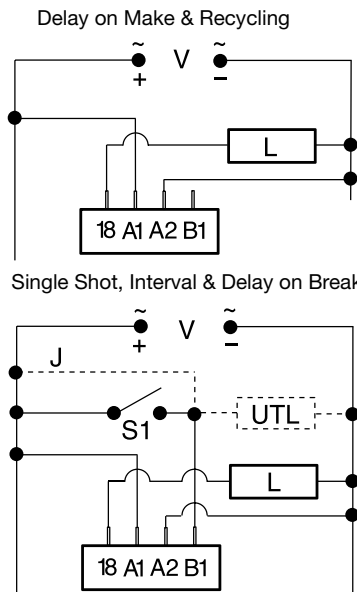 Delay on Make & Recycling
~ V ~
+ −
L
18 A1 A2 B1
Single Shot, Interval & Delay on Break
~ V ~
+ −
J
S1 UTL
L
18 A1 A2 B1